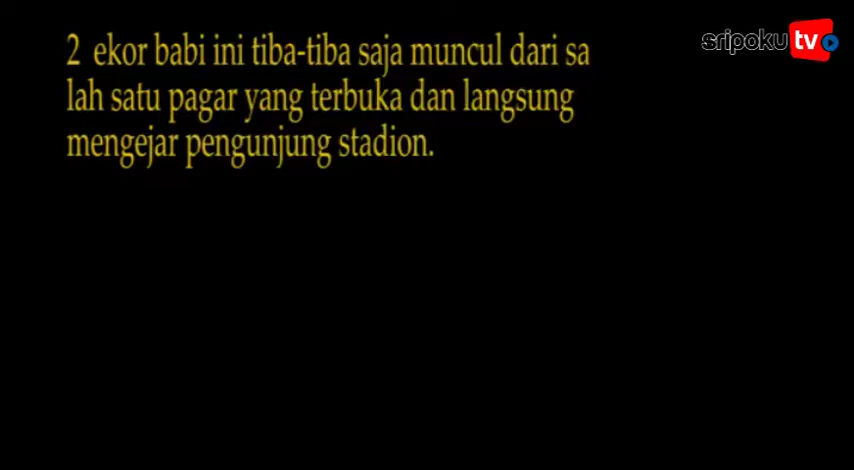 sripoku tv
2 ekor babi ini tiba-tiba saja muncul dari sa
lah satu pagar yang terbuka dan langsung
mengejar pengunjung stadion.